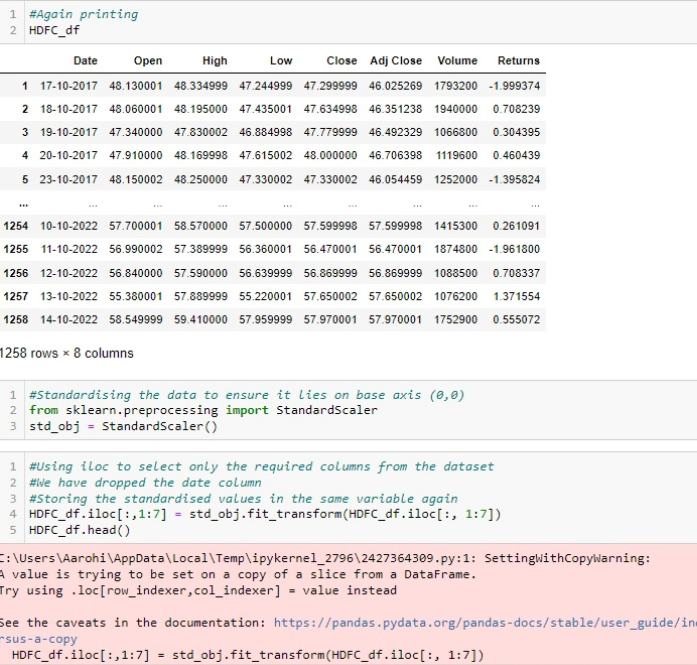 1 #Again printing
2 HDFC_df
Date Open High Low Close Adj Close Volume Returns
1 17-10-2017 48.130001 48.334999 47.244999 47.299999 46.025269 1793200 -1.999374
2 18-10-2017 48.060001 48.195000 47.435001 47.634998 46.351238 1940000 0.708239
3 19-10-2017 47.340000 47.830002 46.884998 47.779999 46.492329 1066800 0.304395
4 20-10-2017 47.910000 48.169998 47.615002 48.000000 46.706398 1119600 0.460439
5 23-10-2017 48.150002 48.250000 47.330002 47.330002 46.054459 1252000 -1.395824
... ... ... ... ... ... ... ... ...
1254 10-10-2022 57.700001 58.570000 57.500000 57.599998 57.599998 1415300 0.261091
1255 11-10-2022 56.990002 57.389999 56.360001 56.470001 56.470001 1874800 -1.961800
1256 12-10-2022 56.840000 57.590000 56.639999 56.869999 56.869999 1088500 0.708337
1257 13-10-2022 55.380001 57.889999 55.220001 57.650002 57.650002 1076200 1.371554
1258 14-10-2022 58.549999 59.410000 57.959999 57.970001 57.970001 1752900 0.555072
1258 rows × 8 columns
1 #Standardising the data to ensure it lies on base axis (0,0)
2 from sklearn.preprocessing import StandardScaler
3 std_obj = StandardScaler()
1 #Using iloc to select only the required columns from the dataset
2 #We have dropped the date column
3 #Storing the standardised values in the same variable again
4 HDFC_df.iloc[:,1:7] = std_obj.fit_transform(HDFC_df.iloc[:, 1:7])
5 HDFC_df.head()
C:\Users\Aarohi\AppData\Local\Temp\ipykernel_2796\2427364309.py:1: SettingWithCopyWarning:
A value is trying to be set on a copy of a slice from a DataFrame.
Try using .loc[row_indexer,col_indexer] = value instead
See the caveats in the documentation: https://pandas.pydata.org/pandas-docs/stable/user_guide/in
rsus-a-copy
HDFC_df.iloc[:,1:7] = std_obj.fit_transform(HDFC_df.iloc[:, 1:7])